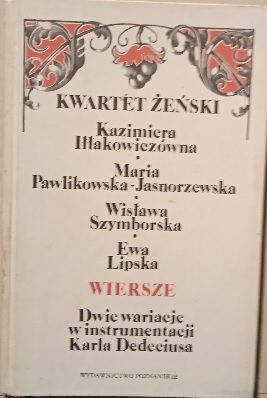 KWARTET ŻEŃSKI
Kazimiera
Iłłakowiczówna
•
Maria
Pawlikowska-Jasnorzewska
•
Wisława
Szymborska
•
Ewa
Lipska
WIERSZE
Dwie wariacje
w instrumentacji
Karla Dedeciusa
WYDAWNICTWO POZNAŃSKIE